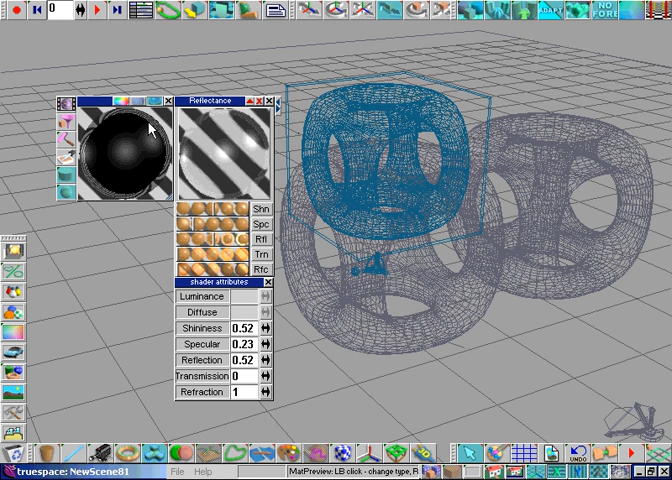 0
ADAPT
NO FORE
Reflectance
Shn
Spc
Rfl
Trn
Rfc
shader attributes
Luminance
Diffuse
Shininess 0.52
Specular 0.23
Reflection 0.52
Transmission 0
Refraction 1
UNDO
truespace: NewScene81 File Help MatPreview: LB click - change type, R